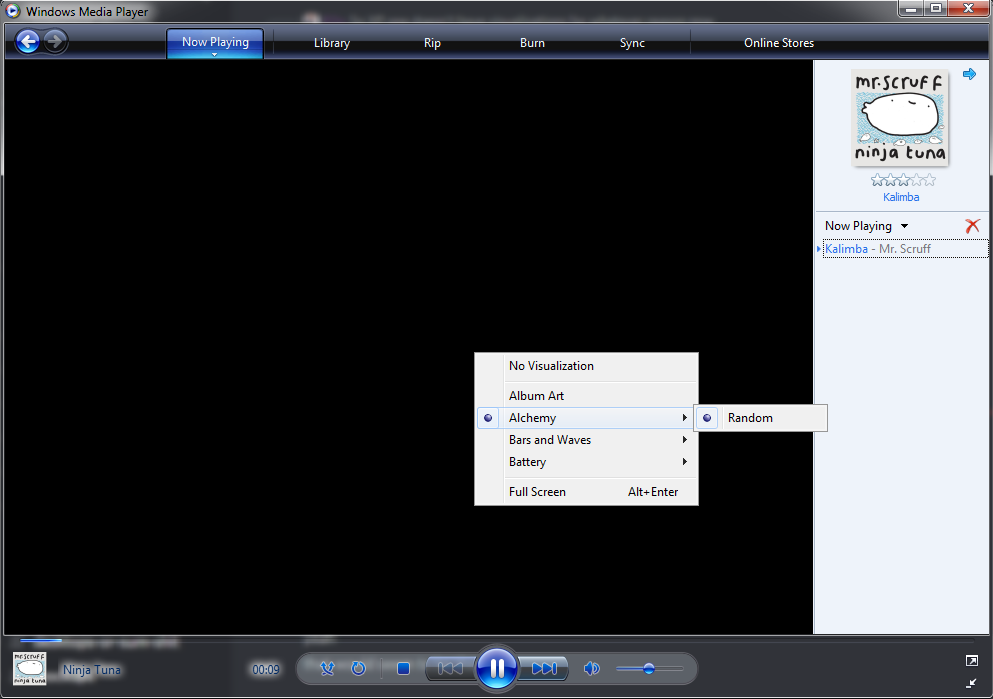 Windows Media Player
Now Playing
Library
Rip
Burn
Sync
Online Stores
mr.scruff
ninja tuna
Kalimba
Now Playing
Kalimba - Mr. Scruff
No Visualization
Album Art
Alchemy
Random
Bars and Waves
Battery
Full Screen Alt+Enter
mr.scruff
Ninja Tuna
00:09